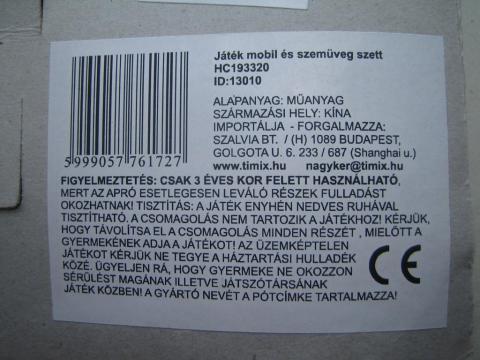 Játék mobil és szemüveg szett
HC193320
ID:13010
ALAPANYAG: MŰANYAG
SZÁRMAZÁSI HELY: KÍNA
IMPORTÁLJA - FORGALMAZZA:
SZALVIA BT. / (H) 1089 BUDAPEST,
GOLGOTA U. 6. 233 / 687 (Shanghai u.)
www.timix.hu nagyker@timix.hu
5999057 761727
FIGYELMEZTETÉS: CSAK 3 ÉVES KOR FELETT HASZNÁLHATÓ,
MERT AZ APRÓ ESETLEGESEN LEVÁLÓ RÉSZEK FULLADÁST
OKOZHATNAK! TISZTÍTÁS: A JÁTÉK ENYHÉN NEDVES RUHÁVAL
TISZTÍTHATÓ. A CSOMAGOLÁS NEM TARTOZIK A JÁTÉKHOZ! KÉRJÜK,
HOGY TÁVOLÍTSA EL A CSOMAGOLÁS MINDEN RÉSZÉT , MIELŐTT A
GYERMEKÉNEK ADJA A JÁTÉKOT! AZ ÜZEMKÉPTELEN
JÁTÉKOT KÉRJÜK NE TEGYE A HÁZTARTÁSI HULLADÉK
KÖZÉ. ÜGYELJEN RÁ, HOGY GYERMEKE NE OKOZZON
SÉRÜLÉST MAGÁNAK ILLETVE JÁTSZÓTÁRSÁNAK
JÁTÉK KÖZBEN! A GYÁRTÓ NEVÉT A PÓTCÍMKE TARTALMAZZA!
CE